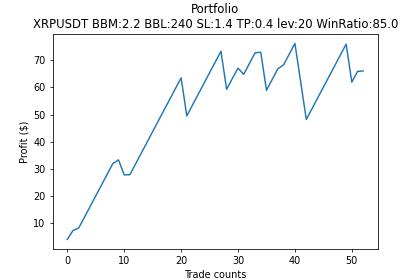 Portfolio
XRPUSDT BBM:2.2 BBL:240 SL:1.4 TP:0.4 lev:20 WinRatio:85.0
70
60
50
40
30
20
10
Profit ($)
0 10 20 30 40 50
Trade counts